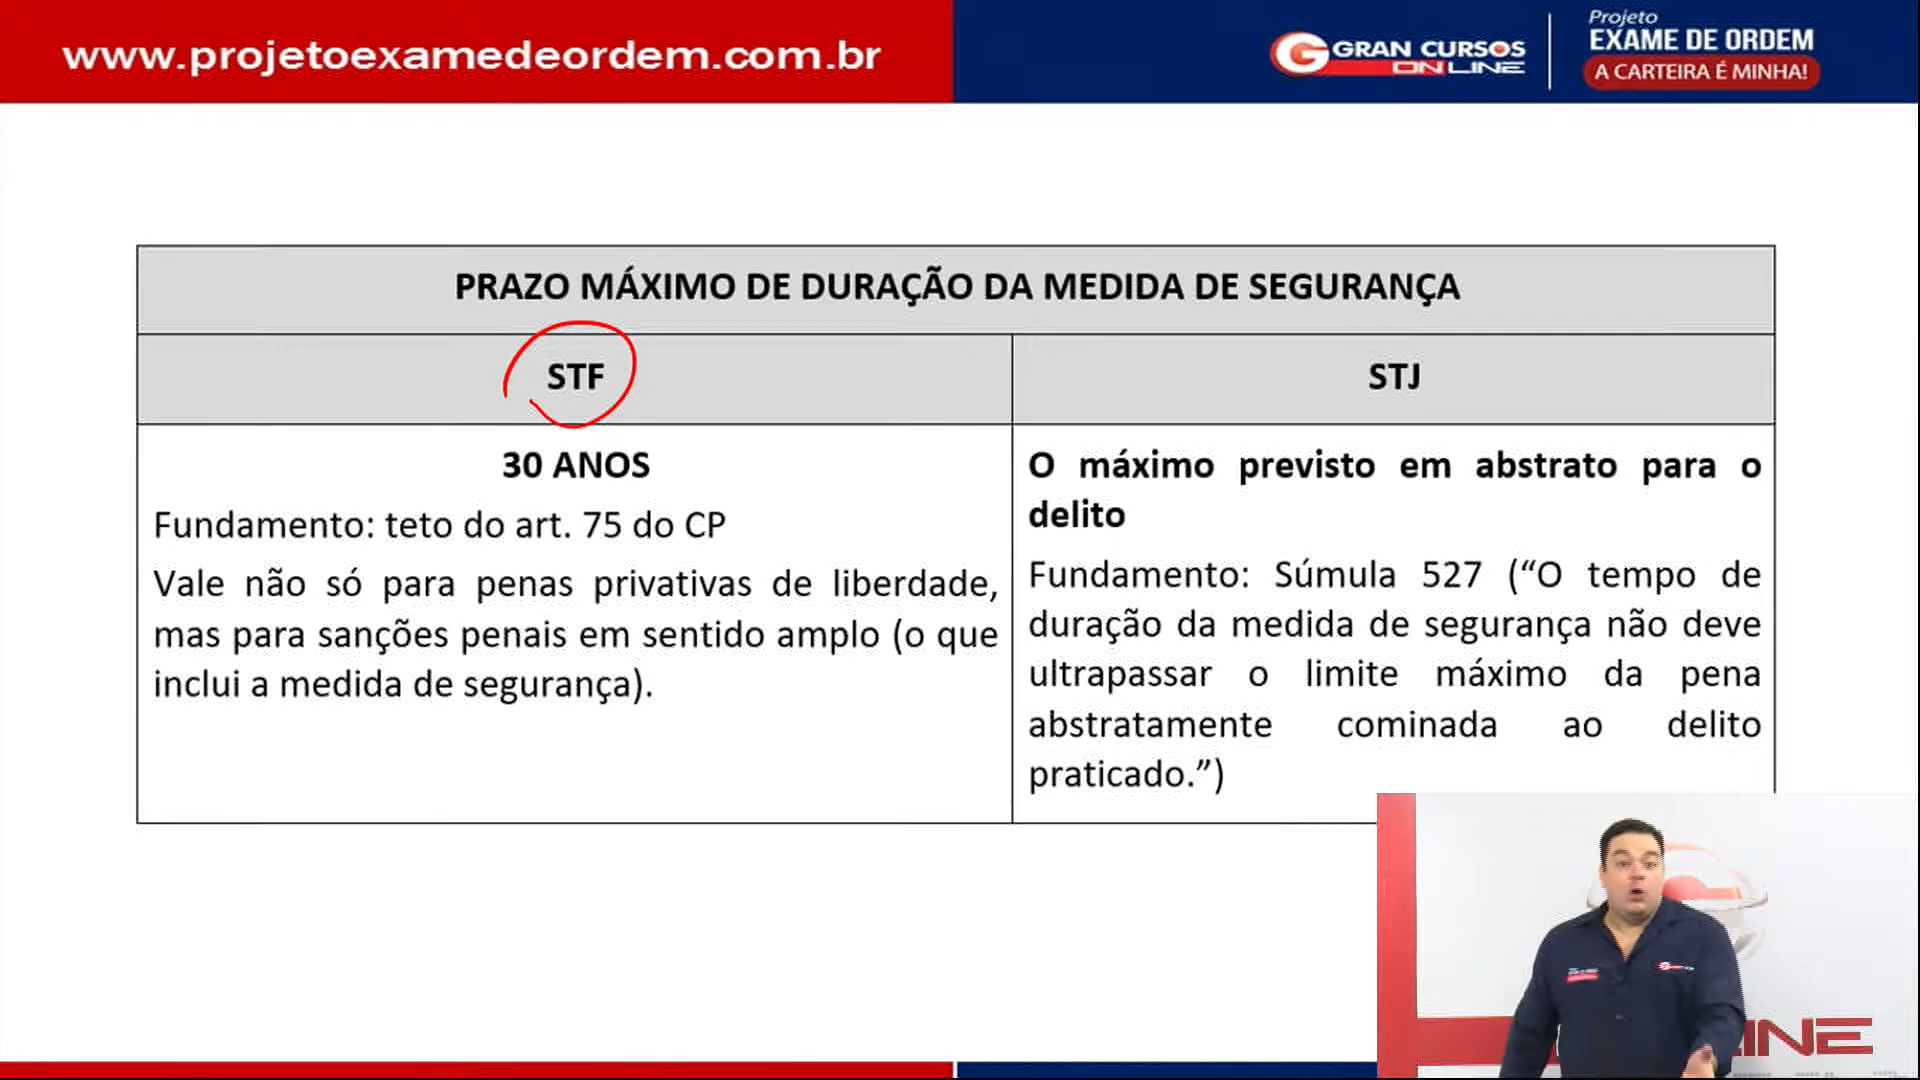 www.projetoexamedeordem.com.br
GRAN CURSOS
ONLINE
Projeto
EXAME DE ORDEM
A CARTEIRA É MINHA!
PRAZO MÁXIMO DE DURAÇÃO DA MEDIDA DE SEGURANÇA
STF
STJ
30 ANOS
Fundamento: teto do art. 75 do CP
Vale não só para penas privativas de liberdade,
mas para sanções penais em sentido amplo (o que
inclui a medida de segurança).
O máximo previsto em abstrato para o
delito
Fundamento: Súmula 527 (“O tempo de
duração da medida de segurança não deve
ultrapassar o limite máximo da pena
abstratamente cominada ao delito
praticado.”)
INE